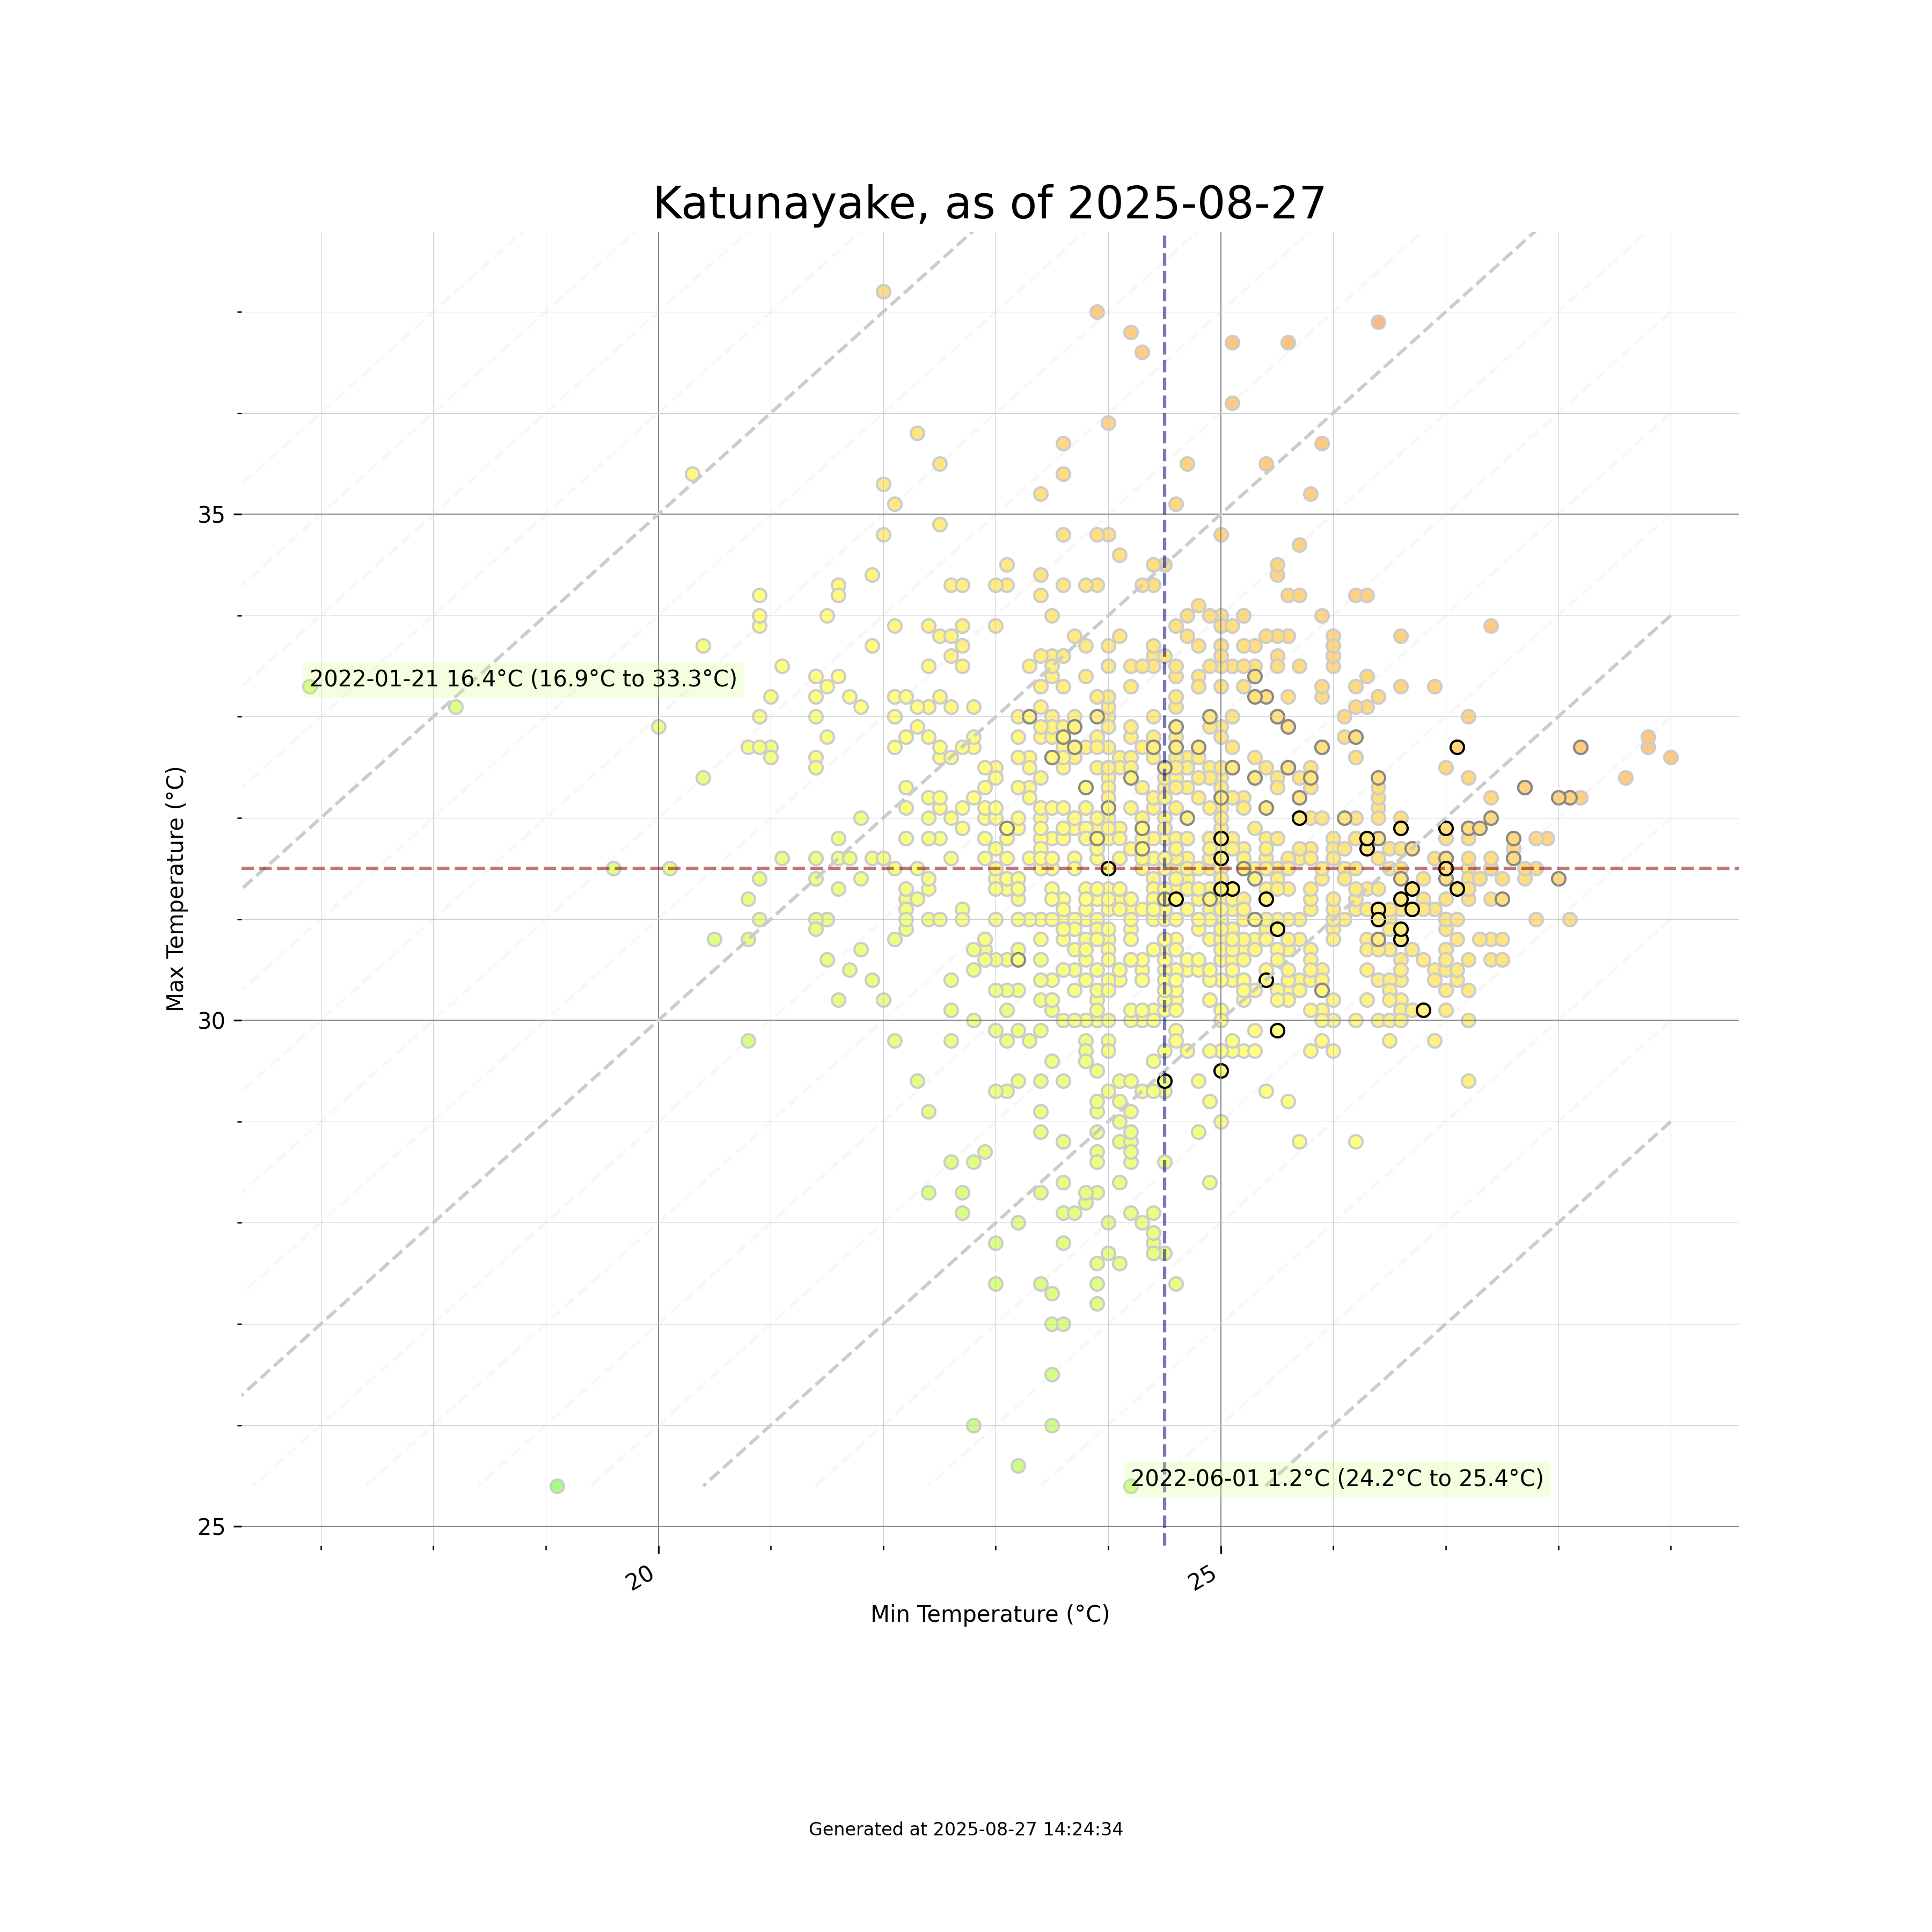 Katunayake, as of 2025-08-27
35
2022-01-21 16.4°C (16.9°C to 33.3°C)
Max Temperature (°C)
30
2022-06-01 1.2°C (24.2°C to 25.4°C)
25
20
25
Min Temperature (°C)
Generated at 2025-08-27 14:24:34